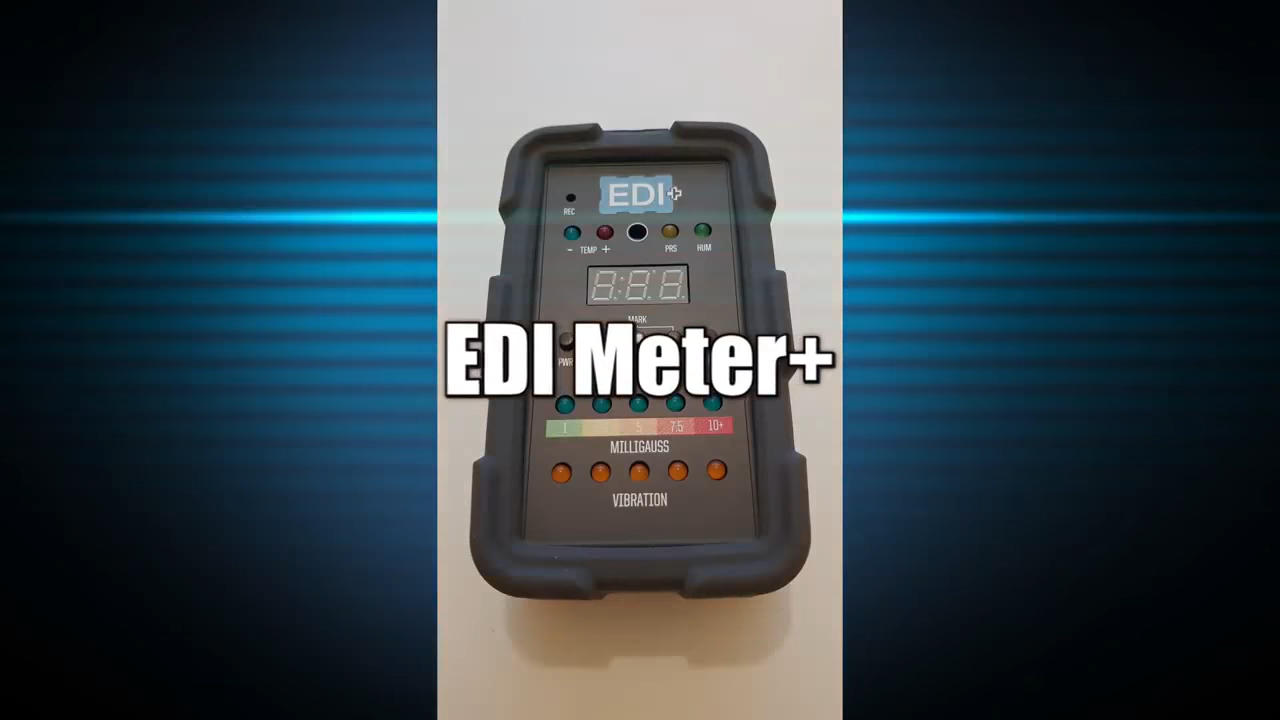 EDI+
REC
- TEMP + PRS HUM
MARK
EDI Meter+
PWR
1 5 7.5 10+
MILLIGAUSS
VIBRATION